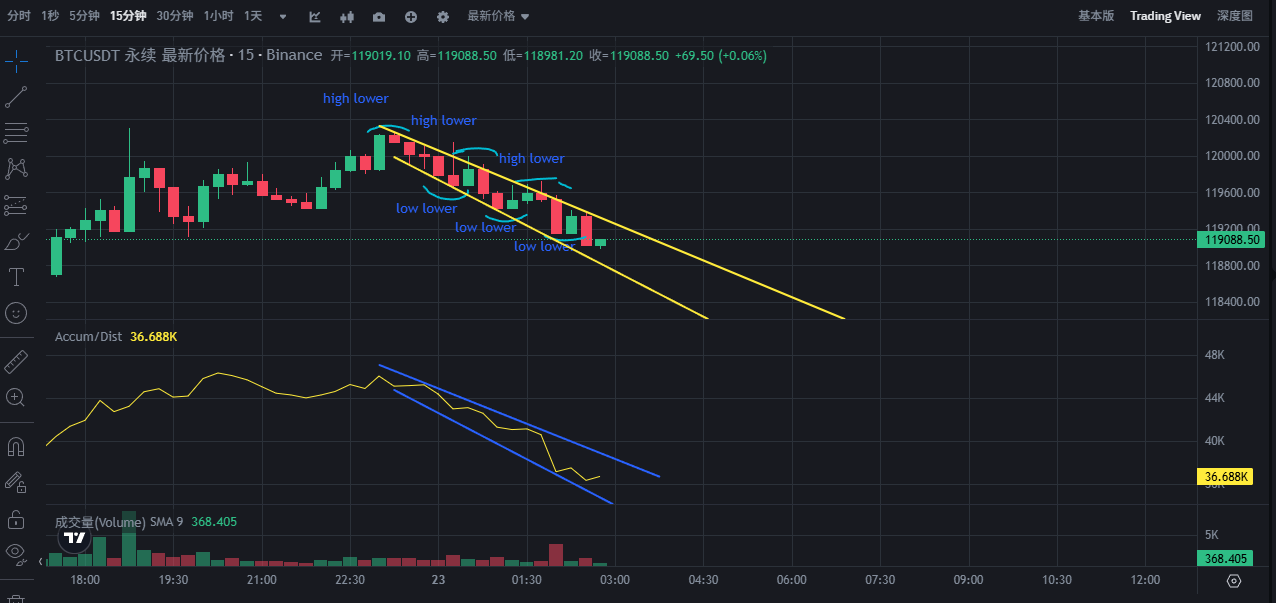 分时 1秒 5分钟 15分钟 30分钟 1小时 1天 最新价格 基本版 Trading View 深度图
BTCUSDT 永续 最新价格 · 15 · Binance 开=119019.10 高=119088.50 低=118981.20 收=119088.50 +69.50 (+0.06%)
121200.00
120800.00
high lower
120400.00
high lower
120000.00
high lower
119600.00
low lower
low lower
119200.00
119088.50
low lower
118800.00
118400.00
Accum/Dist 36.688K
48K
44K
40K
36.688K
成交量(Volume) SMA 9 368.405
5K
368.405
18:00 19:30 21:00 22:30 23 01:30 03:00 04:30 06:00 07:30 09:00 10:30 12:00